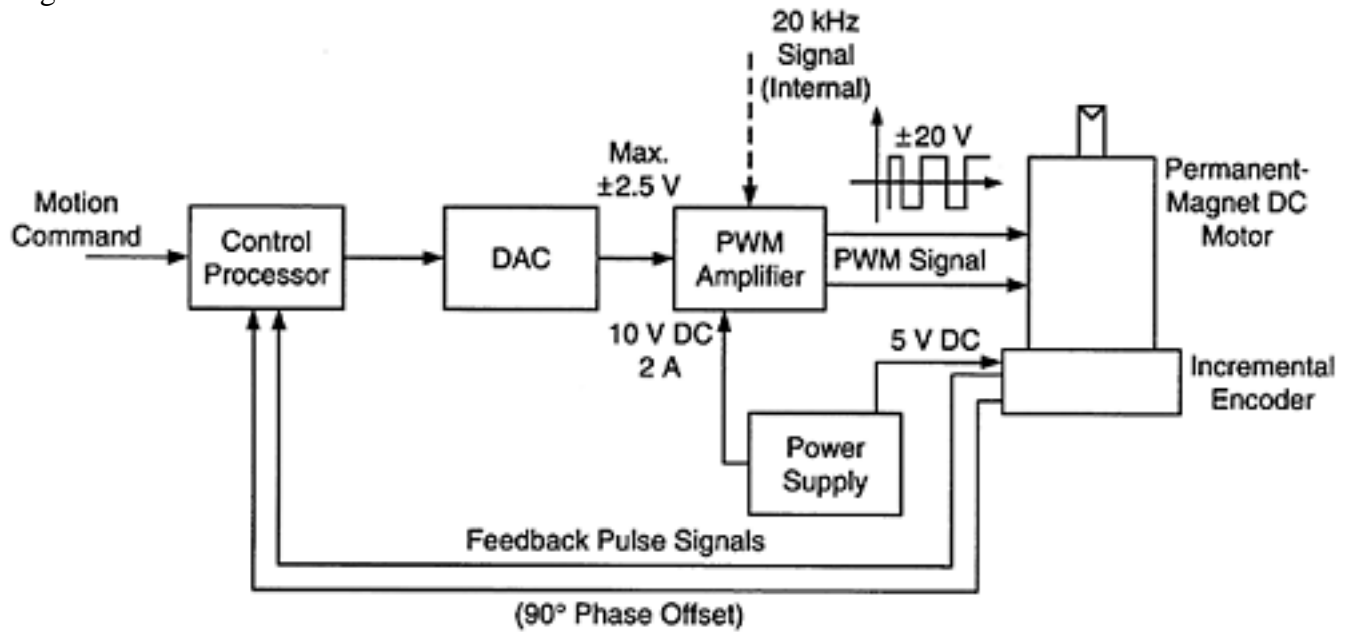 20 kHz
Signal
(Internal)
±20 V
Max.
±2.5 V
Permanent-
Magnet DC
Motor
Motion
Command
Control
Processor
DAC
PWM
Amplifier
PWM Signal
10 V DC
2 A
5 V DC
Incremental
Encoder
Power
Supply
Feedback Pulse Signals
(90° Phase Offset)